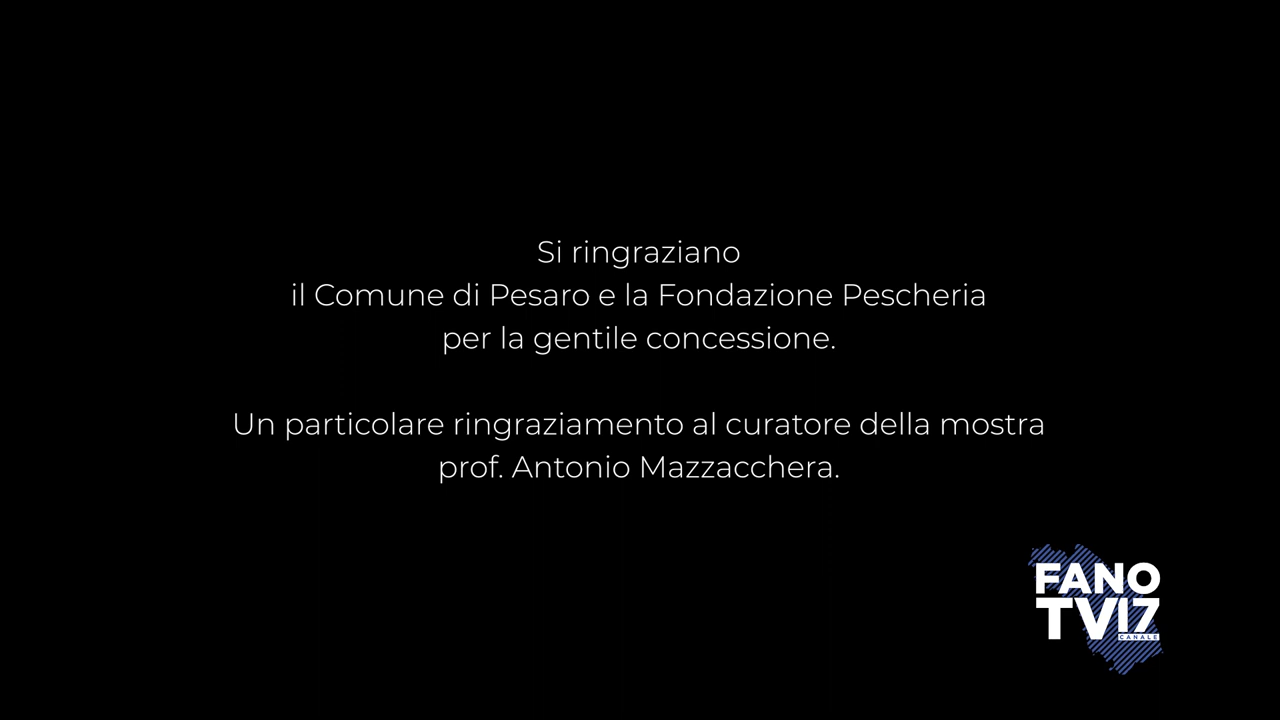 Si ringraziano
il Comune di Pesaro e la Fondazione Pescheria
per la gentile concessione.
Un particolare ringraziamento al curatore della mostra
prof. Antonio Mazzacchera.
FANO
TV17
CANALE